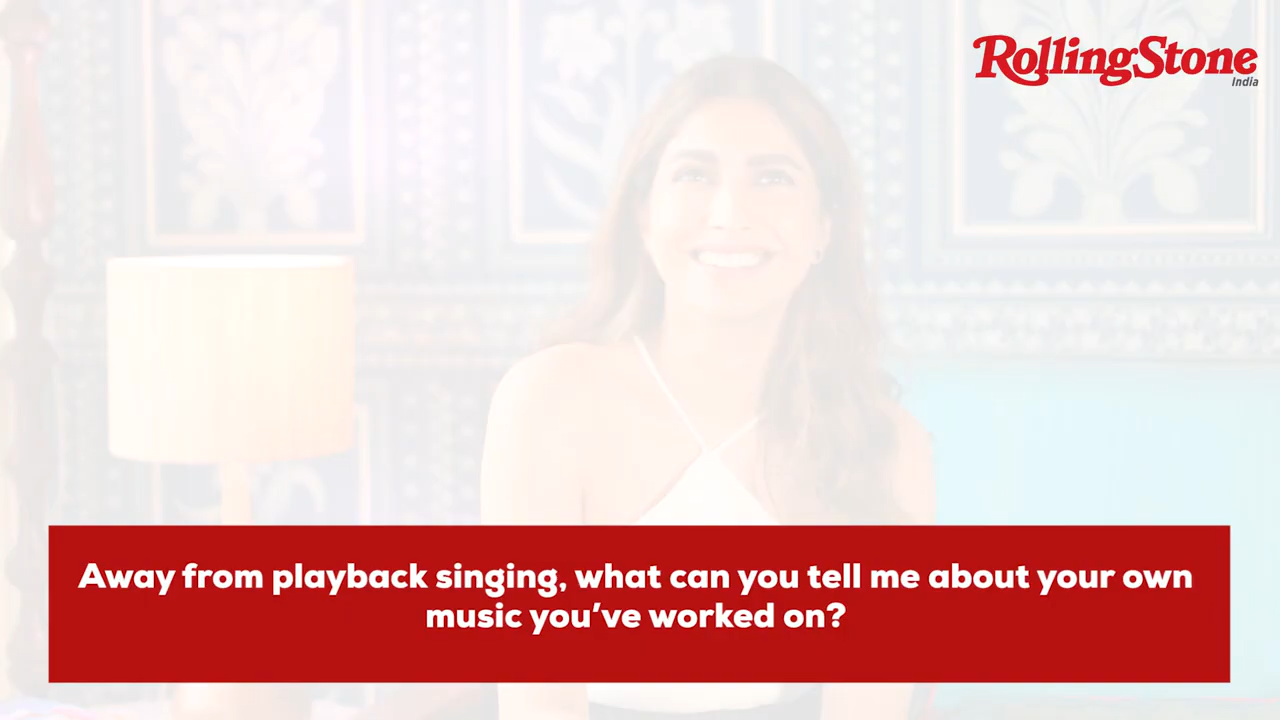 RollingStone
India
Away from playback singing, what can you tell me about your own
music you’ve worked on?